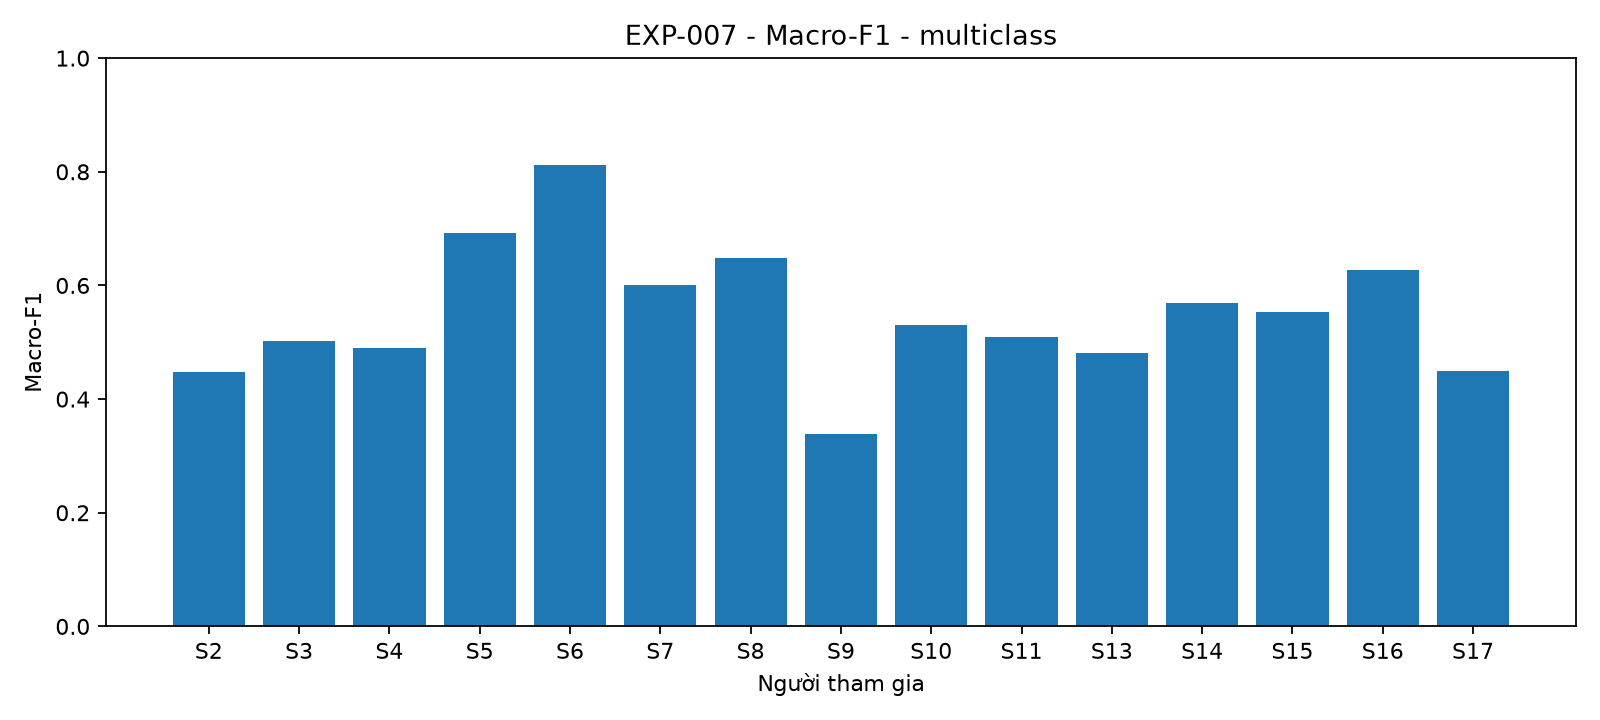 EXP-007 - Macro-F1 - multiclass
1.0
0.8
0.6
0.4
0.2
0.0
Macro-F1
S2 S3 S4 S5 S6 S7 S8 S9 S10 S11 S13 S14 S15 S16 S17
Người tham gia